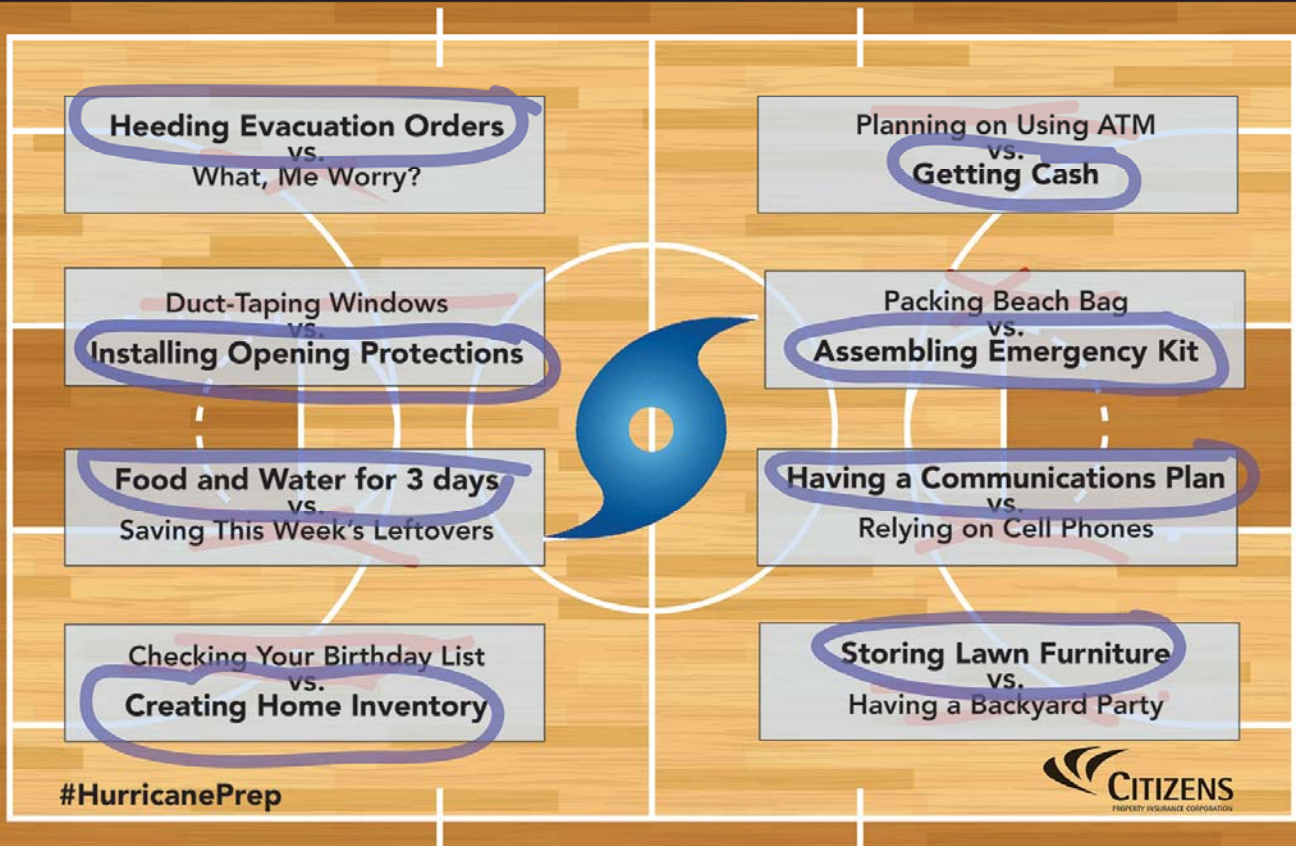 Heeding Evacuation Orders
vs.
What, Me Worry?
Duct-Taping Windows
vs.
Installing Opening Protections
Food and Water for 3 days
vs.
Saving This Week's Leftovers
Checking Your Birthday List
vs.
Creating Home Inventory
#HurricanePrep
Planning on Using ATM
vs.
Getting Cash
Packing Beach Bag
vs.
Assembling Emergency Kit
Having a Communications Plan
vs.
Relying on Cell Phones
Storing Lawn Furniture
vs.
Having a Backyard Party
CITIZENS
PROPERTY INSURANCE CORPORATION